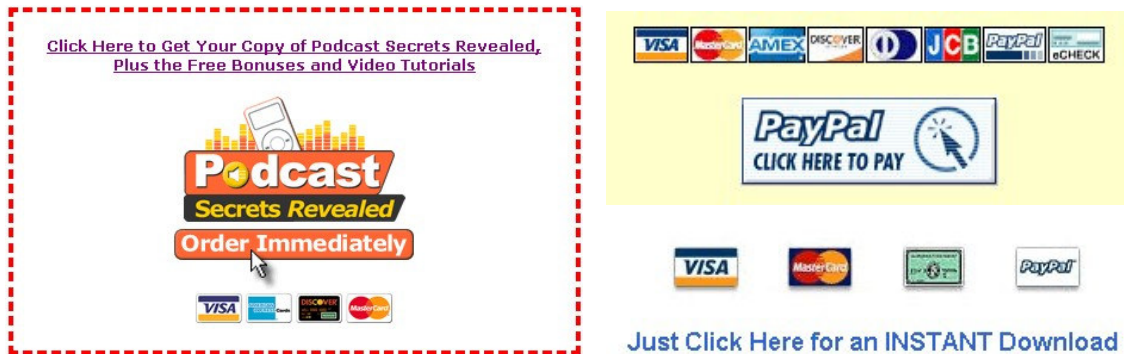 Click Here to Get Your Copy of Podcast Secrets Revealed,
Plus the Free Bonuses and Video Tutorials
Podcast
Secrets Revealed
Order Immediately
VISA
Cards
DISCOVER
MasterCard
VISA MasterCard AMEX DISCOVER JCB PayPal
eCHECK
PayPal
CLICK HERE TO PAY
VISA MasterCard PayPal
Just Click Here for an INSTANT Download